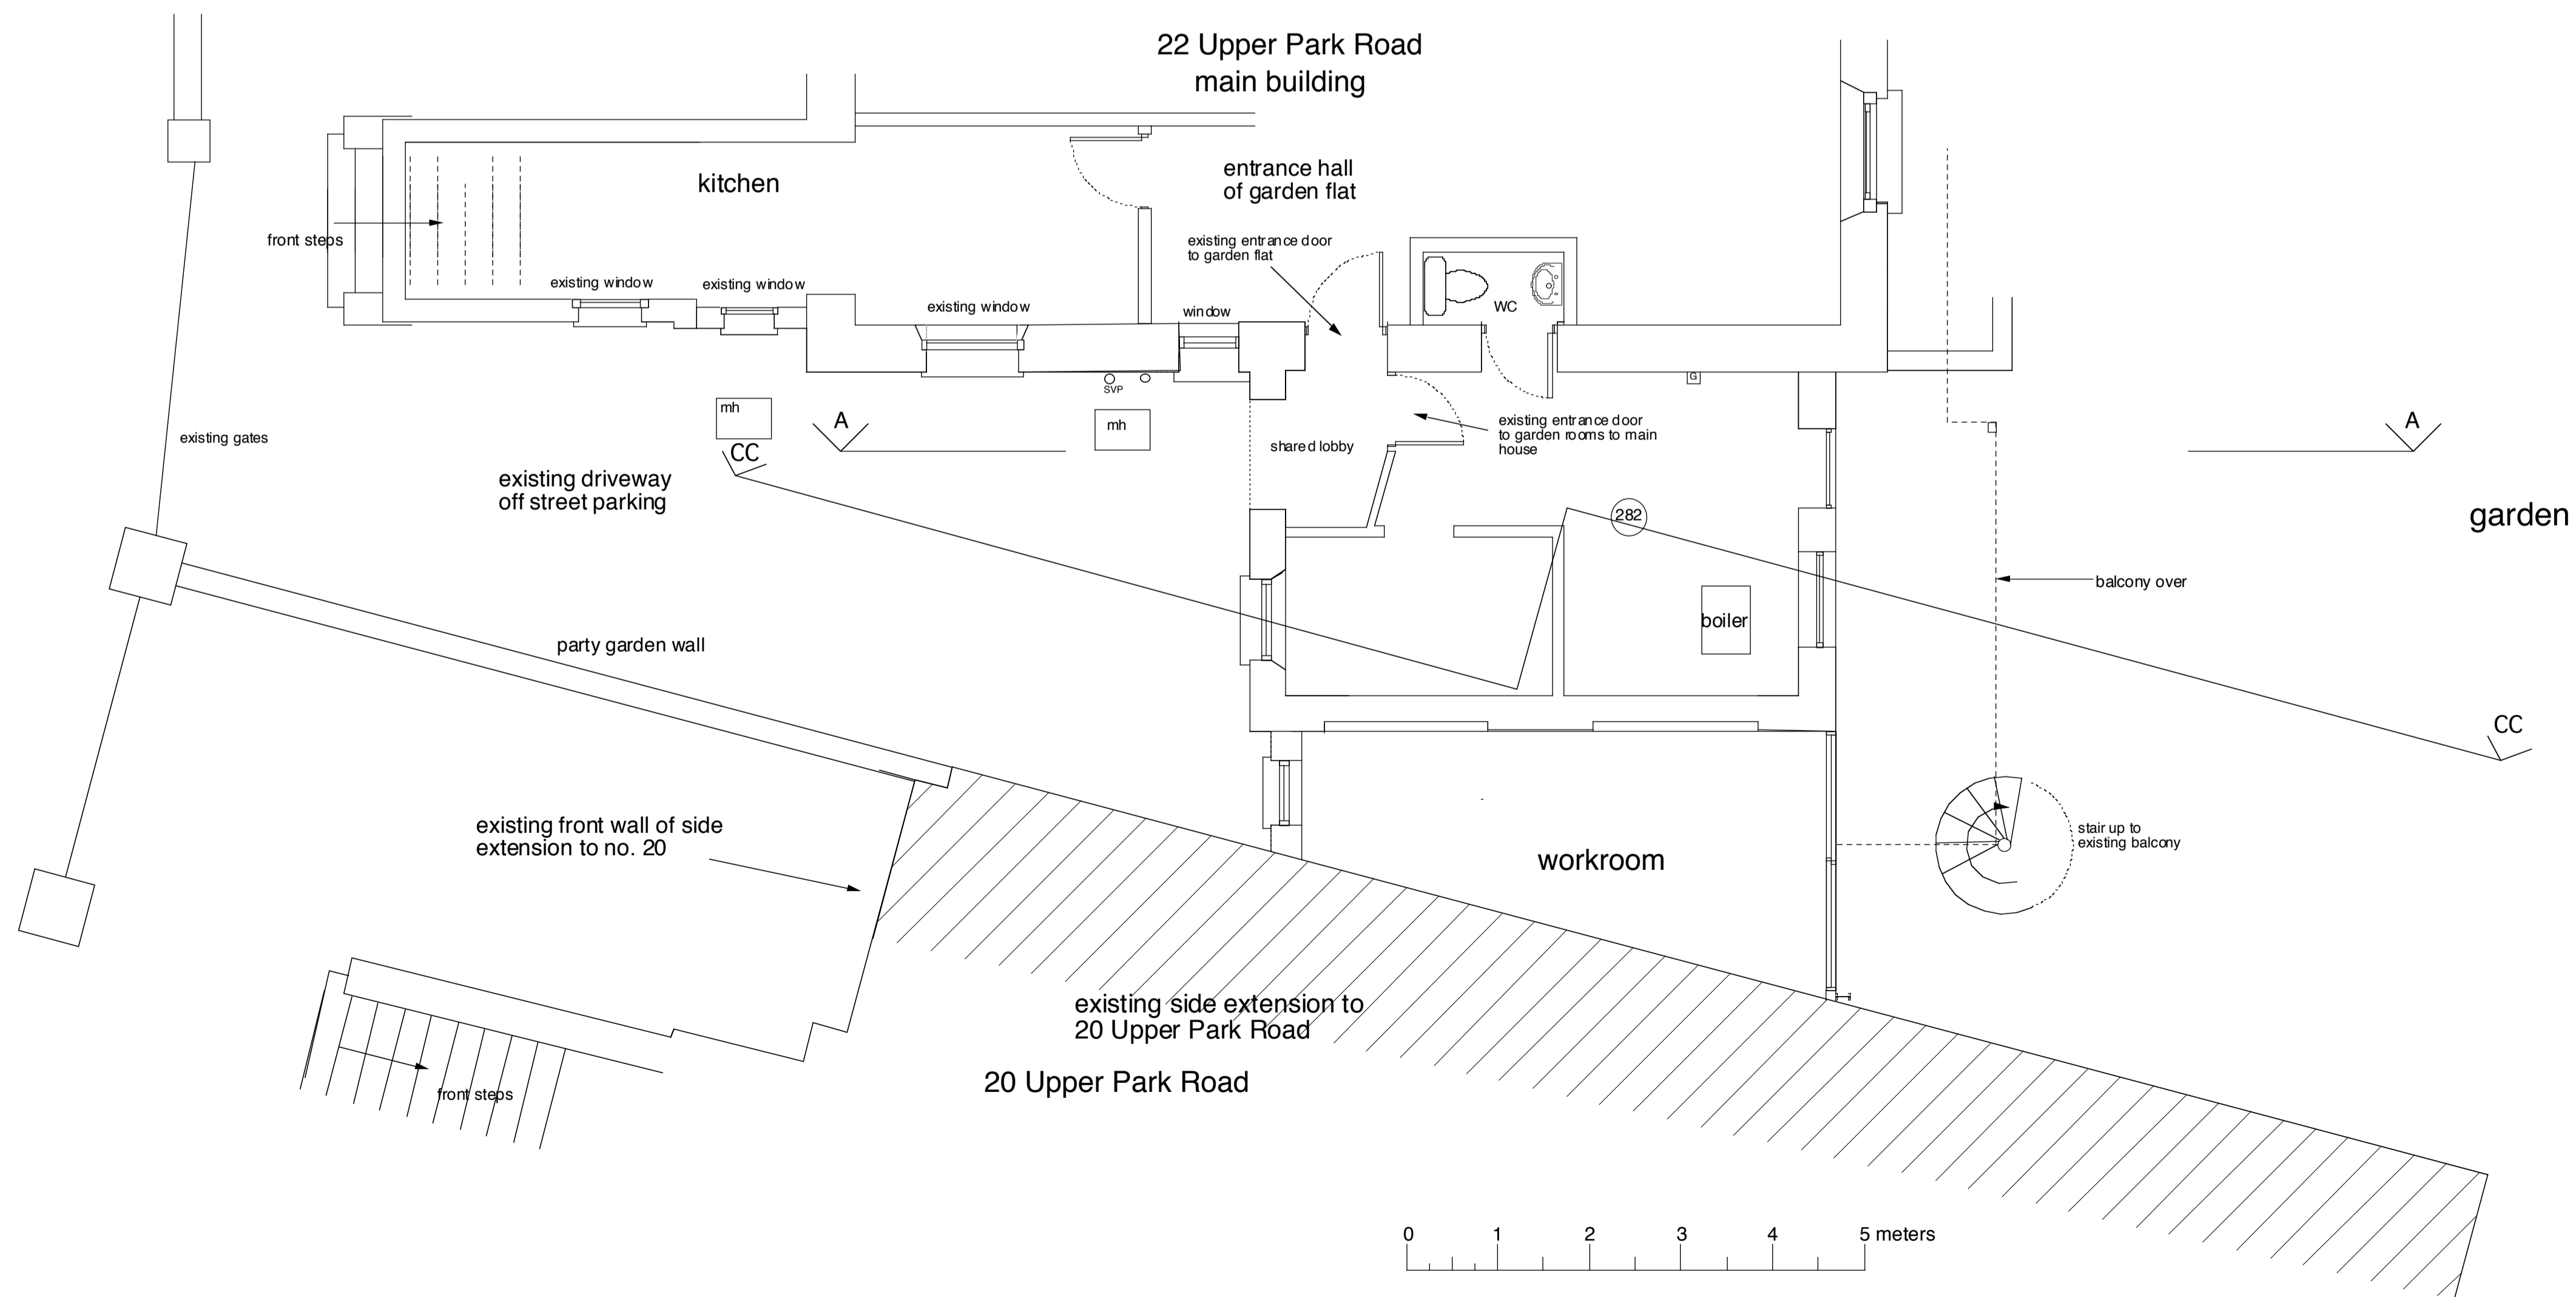 22 Upper Park Road
main building
kitchen
entrance hall
of garden flat
front steps
existing entrance door
to garden flat
existing window
existing window
existing window
window
WC
SVP
G
mh
mh
A
A
CC
existing gates
shared lobby
existing entrance door
to garden rooms to main
house
existing driveway
off street parking
282
garden
balcony over
boiler
party garden wall
CC
existing front wall of side
extension to no. 20
workroom
stair up to
existing balcony
existing side extension to
20 Upper Park Road
20 Upper Park Road
front steps
0 1 2 3 4 5 meters